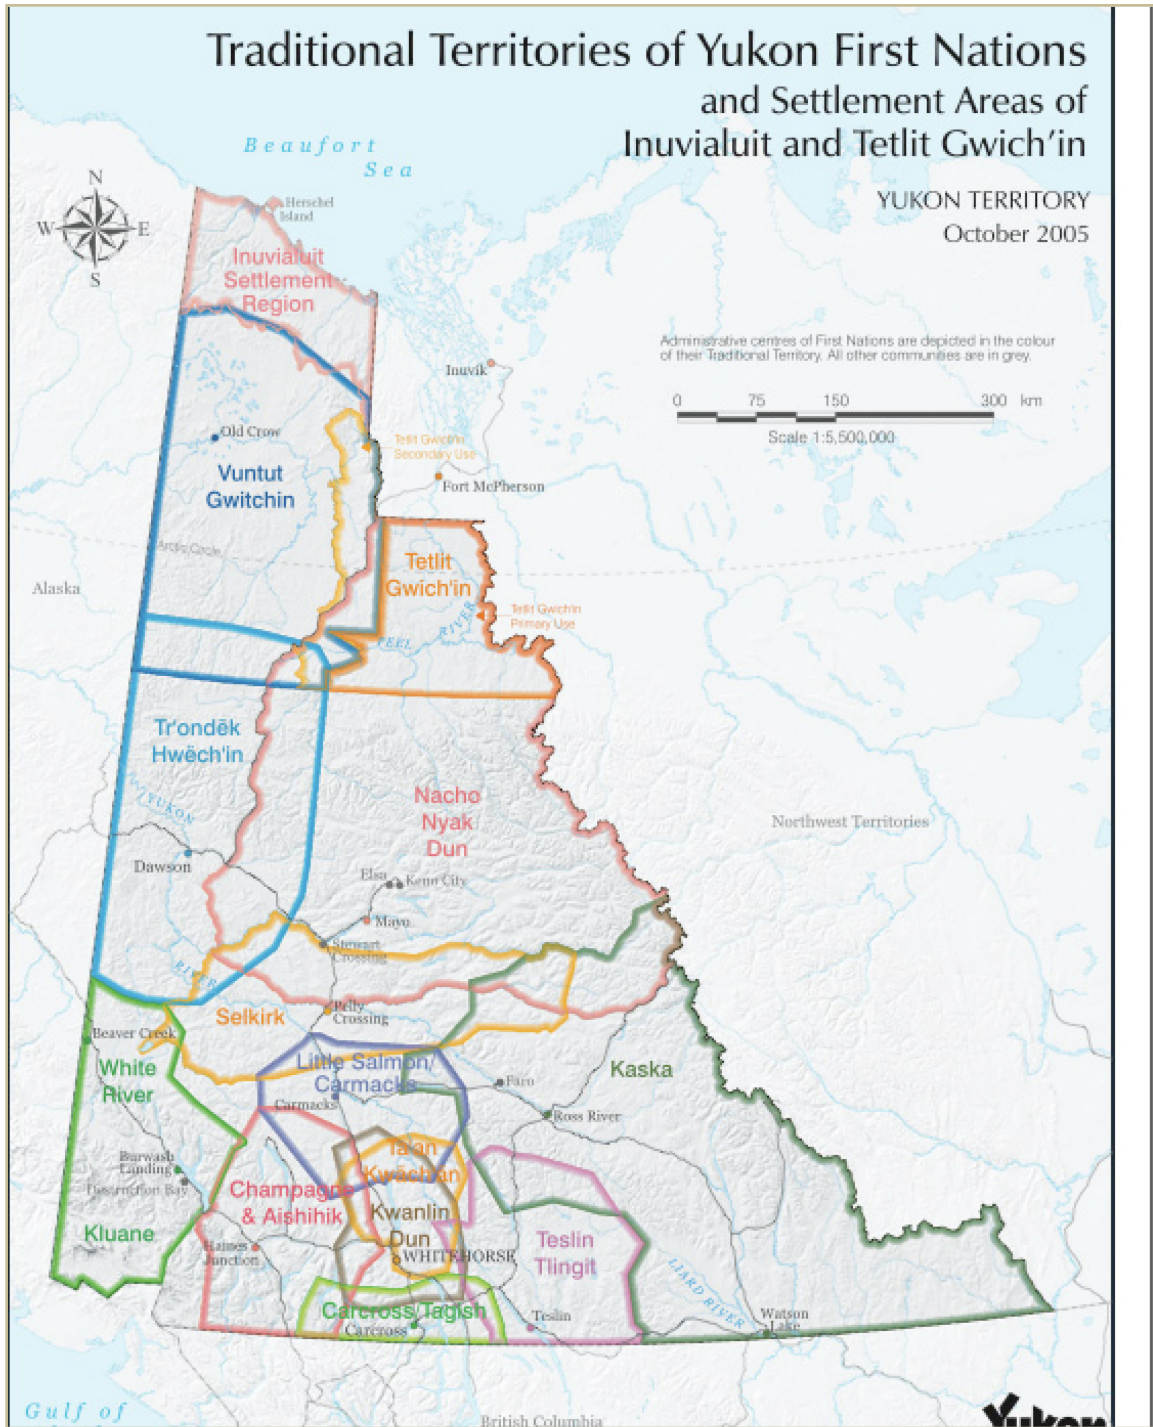 Traditional Territories of Yukon First Nations
and Settlement Areas of
Inuvialuit and Tetlit Gwich'in
YUKON TERRITORY
October 2005
Beaufort
Sea
N
W
E
S
Herschel
Island
Inuvialuit
Settlement
Region
Administrative centres of First Nations are depicted in the colour
of their Traditional Territory. All other communities are in grey.
0 75 150 300 km
Scale 1:5,500,000
Inuvik
Old Crow
Tetlit Gwich'in
Secondary Use
Vuntut
Gwitchin
Fort McPherson
Arctic Circle
Alaska
Tetlit
Gwich'in
Tetlit Gwich'in
Primary Use
PEEL RIVER
Tr'ondëk
Hwëch'in
YUKON
Nacho
Nyak
Dun
Northwest Territories
Dawson
Elsa
Keno City
Mayo
Stewart
Crossing
RIVER
Selkirk
Pelly
Crossing
Beaver Creek
White
River
Little Salmon/
Carmacks
Kaska
Faro
Carmacks
Ross River
Ta'an
Kwäch'än
Burwash
Landing
Destruction Bay
Champagne
& Aishihik
Kwanlin
Dun
Kluane
Haines
Junction
WHITEHORSE
Teslin
Tlingit
LIARD RIVER
Carcross/Tagish
Carcross
Teslin
Watson
Lake
Gulf of
British Columbia
Yukon